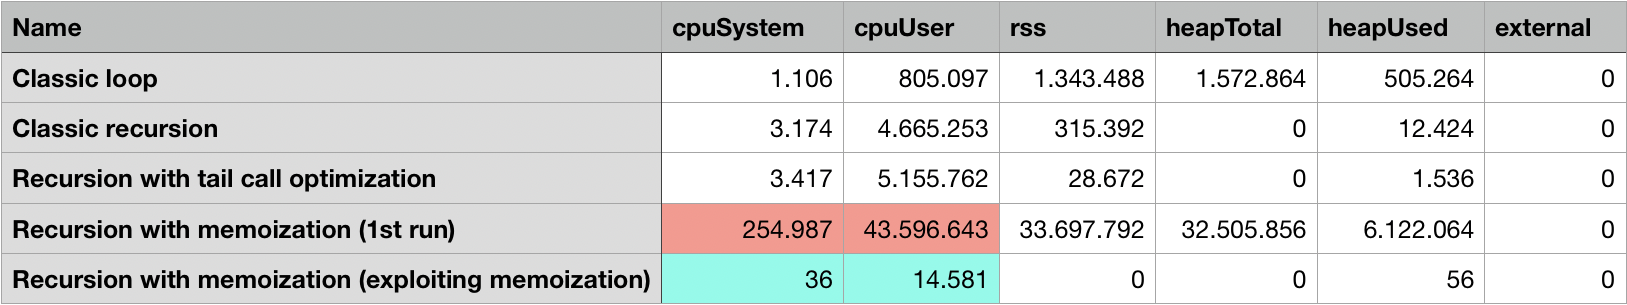 Name cpuSystem cpuUser rss heapTotal heapUsed external
Classic loop 1.106 805.097 1.343.488 1.572.864 505.264 0
Classic recursion 3.174 4.665.253 315.392 0 12.424 0
Recursion with tail call optimization 3.417 5.155.762 28.672 0 1.536 0
Recursion with memoization (1st run) 254.987 43.596.643 33.697.792 32.505.856 6.122.064 0
Recursion with memoization (exploiting memoization) 36 14.581 0 0 56 0